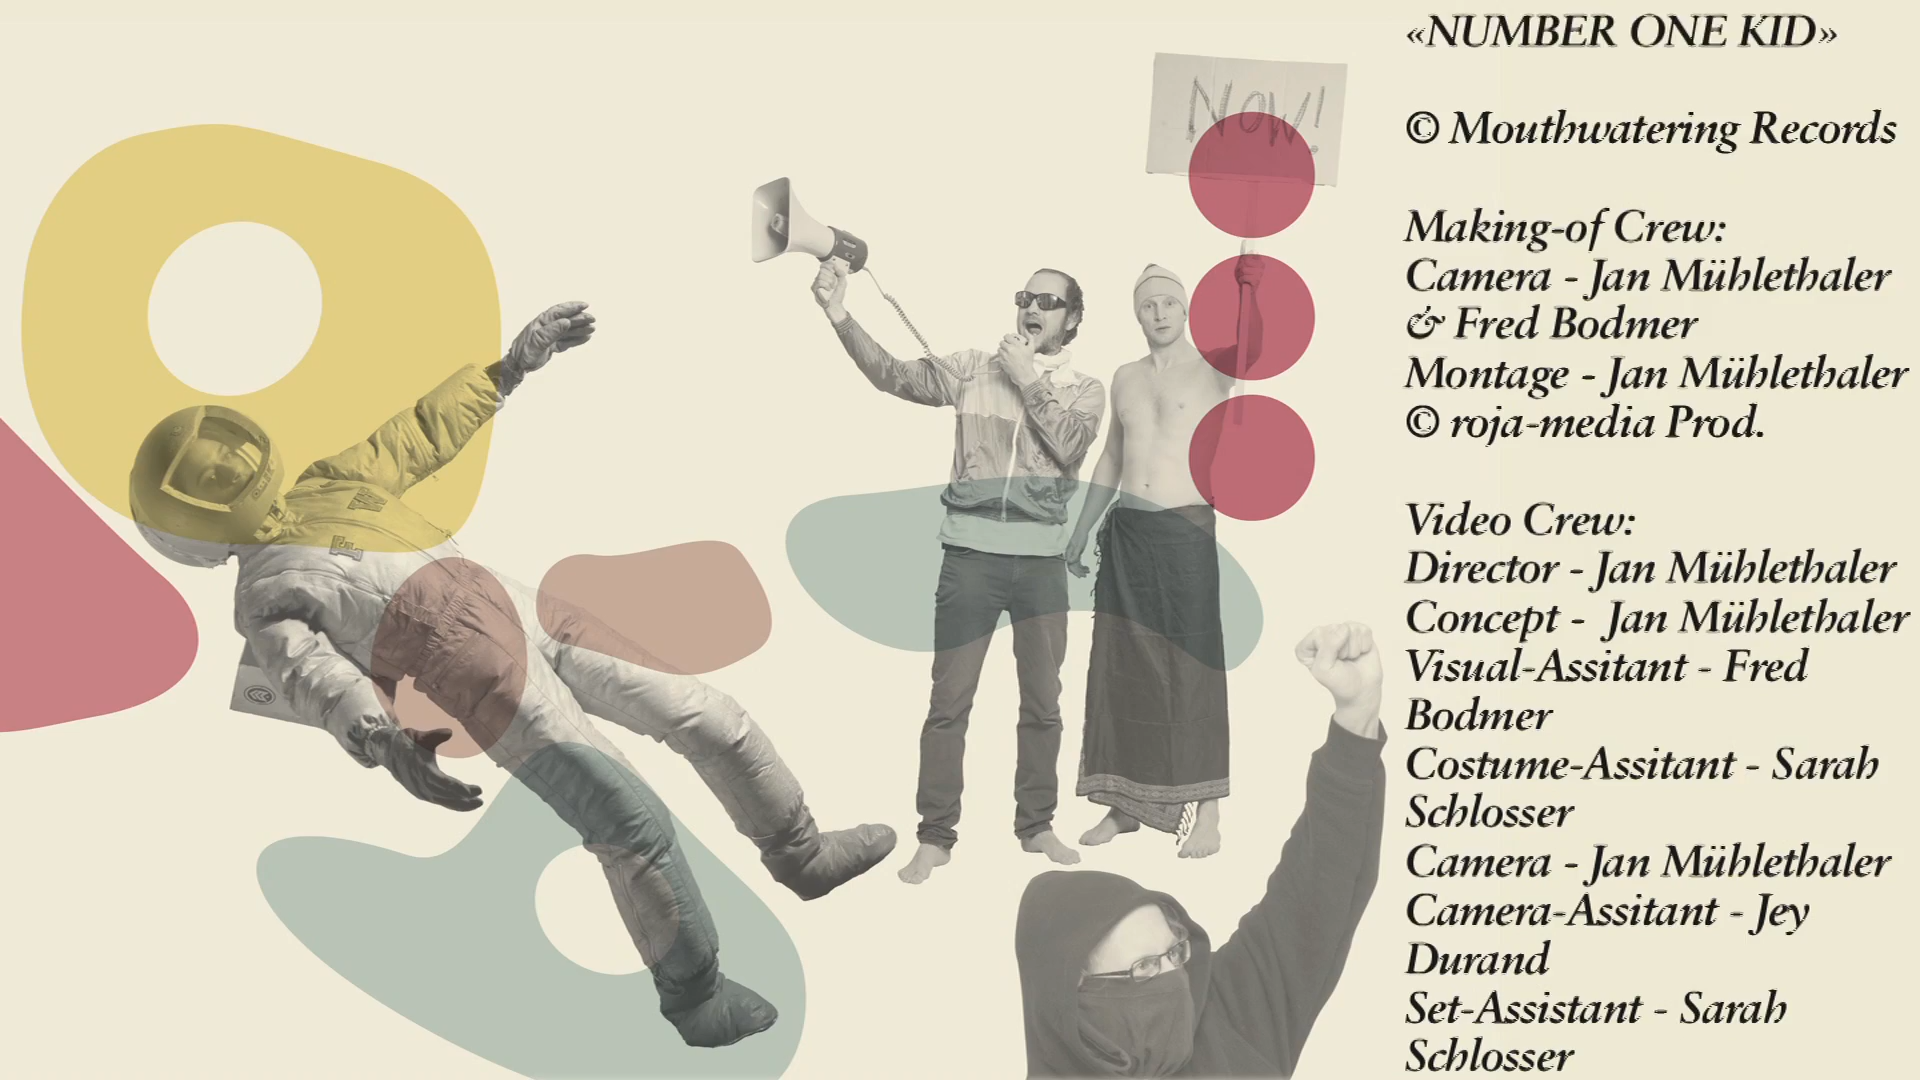 NOW!
«NUMBER ONE KID»
© Mouthwatering Records
Making-of Crew:
Camera - Jan Mühlethaler
& Fred Bodmer
Montage - Jan Mühlethaler
© roja-media Prod.
Video Crew:
Director - Jan Mühlethaler
Concept - Jan Mühlethaler
Visual-Assitant - Fred
Bodmer
Costume-Assitant - Sarah
Schlosser
Camera - Jan Mühlethaler
Camera-Assitant - Jey
Durand
Set-Assistant - Sarah
Schlosser